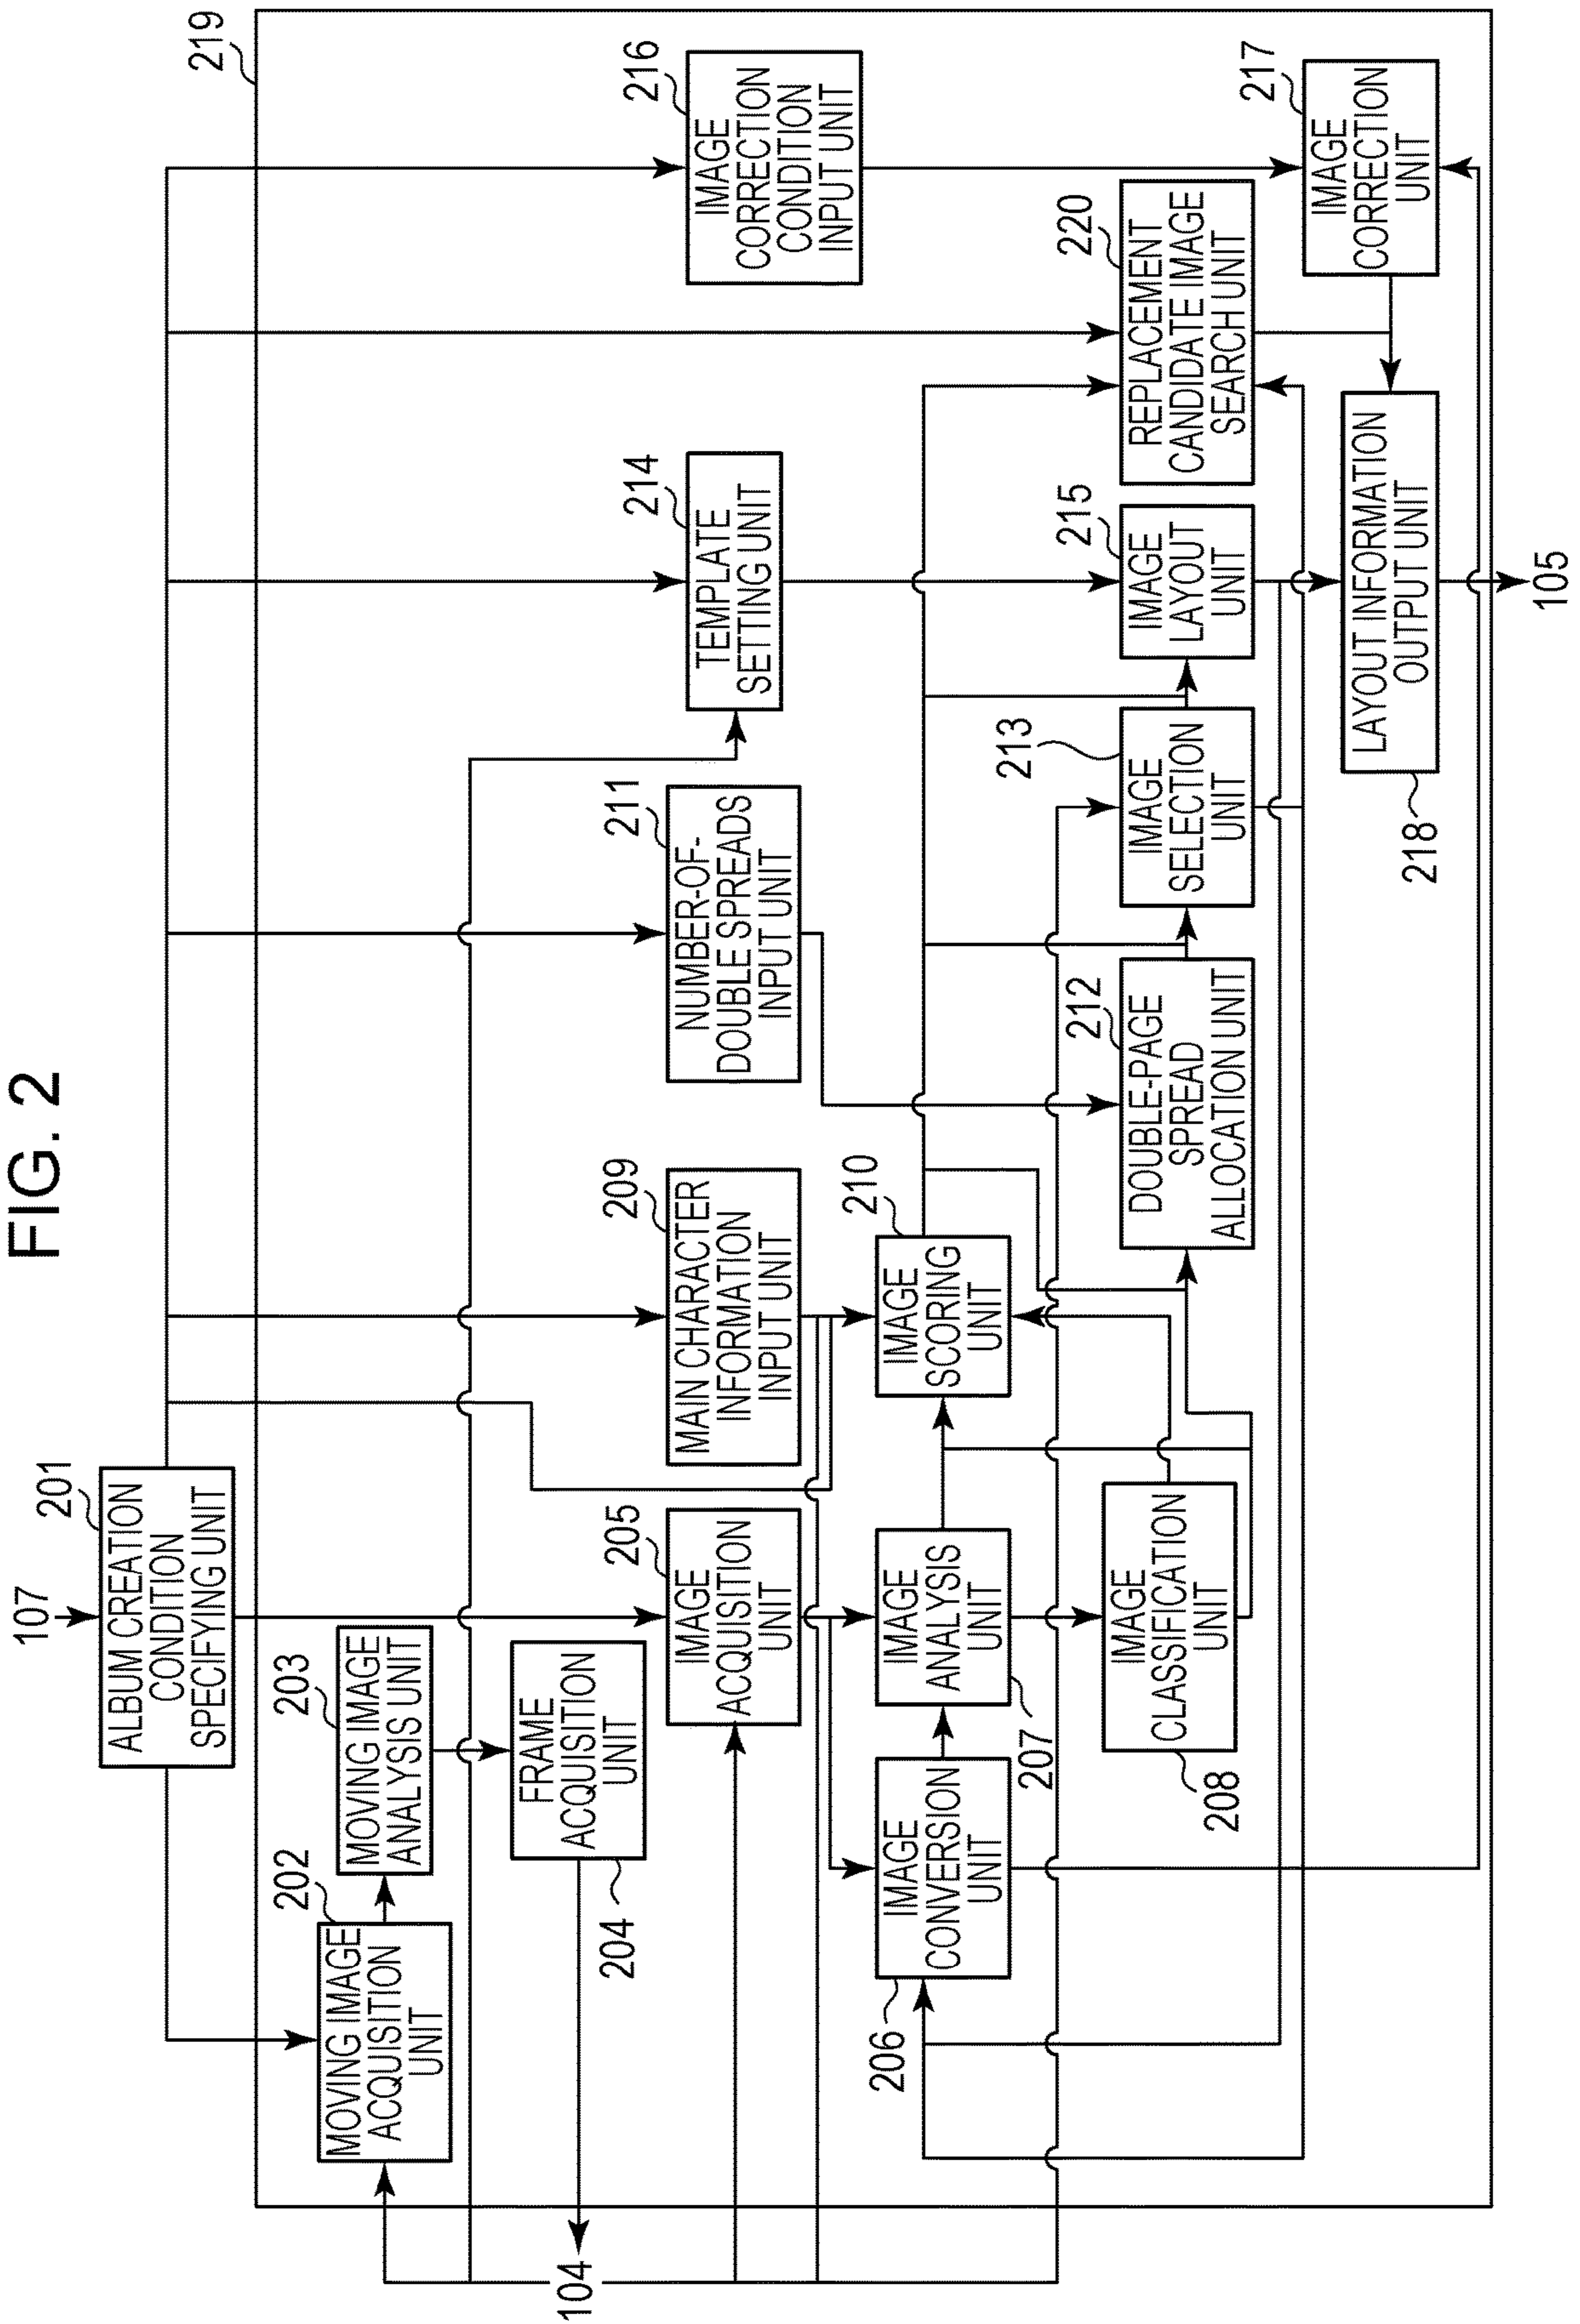 FIG. 2
107
201
ALBUM CREATION
CONDITION
SPECIFYING UNIT
219
202
MOVING IMAGE
ACQUISITION
UNIT
203
MOVING IMAGE
ANALYSIS UNIT
FRAME
ACQUISITION
UNIT
204
104
205
IMAGE
ACQUISITION
UNIT
209
MAIN CHARACTER
INFORMATION
INPUT UNIT
211
NUMBER-OF-
DOUBLE SPREADS
INPUT UNIT
214
TEMPLATE
SETTING UNIT
216
IMAGE
CORRECTION
CONDITION
INPUT UNIT
206
IMAGE
CONVERSION
UNIT
IMAGE
ANALYSIS
UNIT
207
210
IMAGE
SCORING
UNIT
IMAGE
CLASSIFICATION
UNIT
208
212
DOUBLE-PAGE
SPREAD
ALLOCATION UNIT
213
IMAGE
SELECTION
UNIT
215
IMAGE
LAYOUT
UNIT
220
REPLACEMENT
CANDIDATE IMAGE
SEARCH UNIT
217
IMAGE
CORRECTION
UNIT
LAYOUT INFORMATION
OUTPUT UNIT
218
105